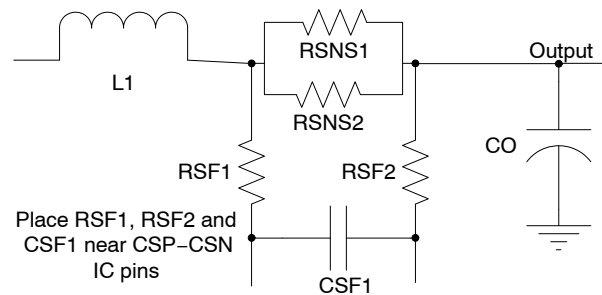 RSNS1
Output
L1
RSNS2
CO
RSF1
RSF2
Place RSF1, RSF2 and
CSF1 near CSP−CSN
IC pins
CSF1